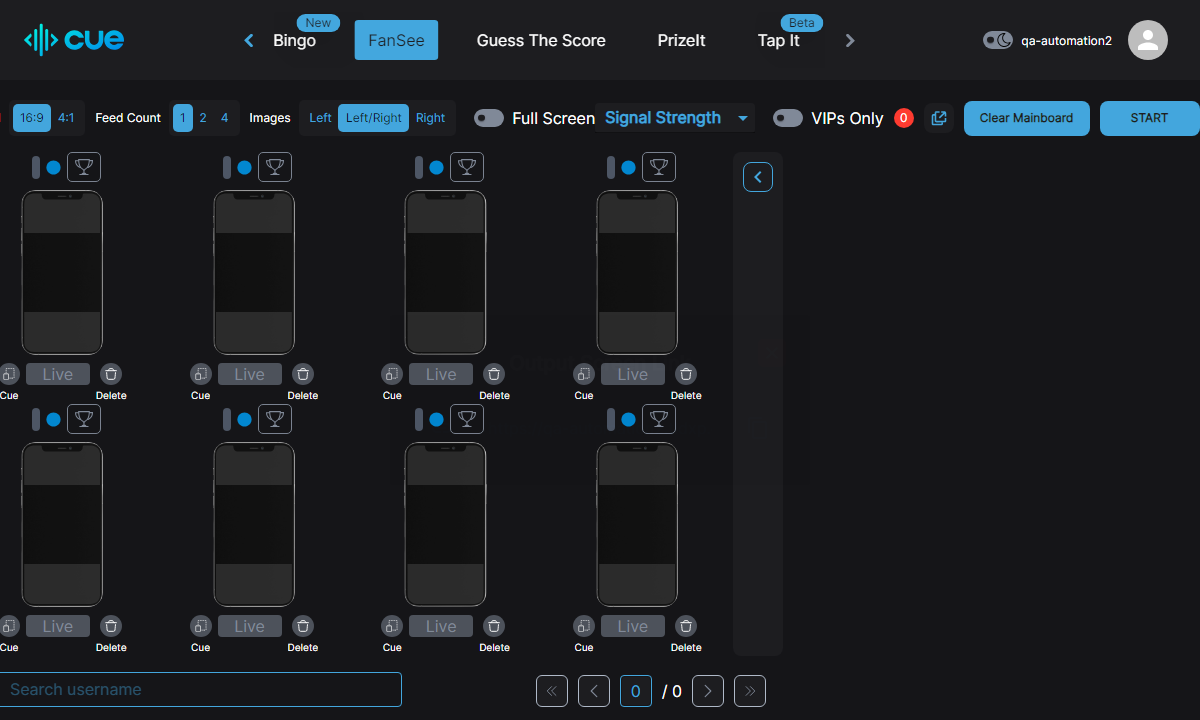 cue
New
Bingo
FanSee
Guess The Score
PrizeIt
Beta
Tap It
qa-automation2
16:9
4:1
Feed Count
1
2
4
Images
Left
Left/Right
Right
Full Screen
Signal Strength
VIPs Only
0
Clear Mainboard
START
Live
Live
Live
Live
Cue
Delete
Cue
Delete
Cue
Delete
Cue
Delete
Live
Live
Live
Live
Cue
Delete
Cue
Delete
Cue
Delete
Cue
Delete
Search username
0
/ 0